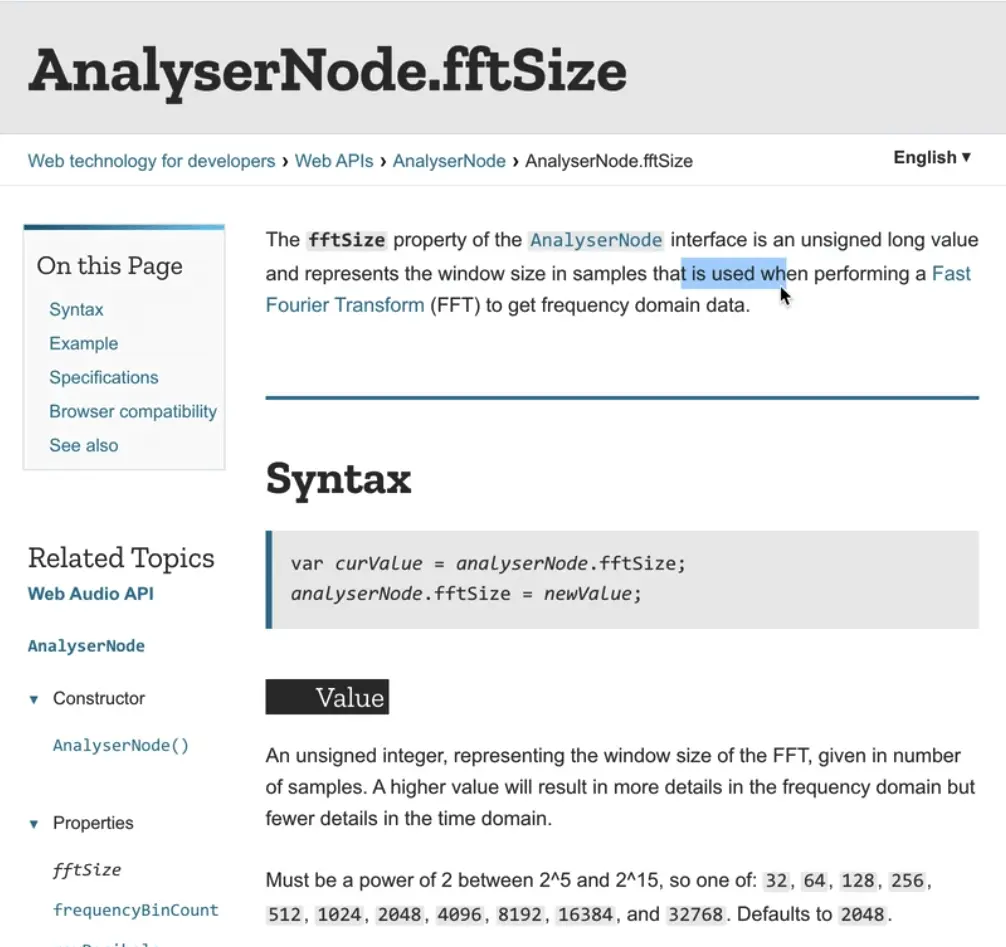 AnalyserNode.fftSize
Web technology for developers › Web APIs › AnalyserNode › AnalyserNode.fftSize
English ▼
On this Page
Syntax
Example
Specifications
Browser compatibility
See also
Related Topics
Web Audio API
AnalyserNode
▼ Constructor
AnalyserNode()
▼ Properties
fftSize
frequencyBinCount
The fftSize property of the AnalyserNode interface is an unsigned long value
and represents the window size in samples that is used when performing a Fast
Fourier Transform (FFT) to get frequency domain data.
Syntax
var curValue = analyserNode.fftSize;
analyserNode.fftSize = newValue;
Value
An unsigned integer, representing the window size of the FFT, given in number
of samples. A higher value will result in more details in the frequency domain but
fewer details in the time domain.
Must be a power of 2 between 2^5 and 2^15, so one of: 32, 64, 128, 256,
512, 1024, 2048, 4096, 8192, 16384, and 32768. Defaults to 2048.